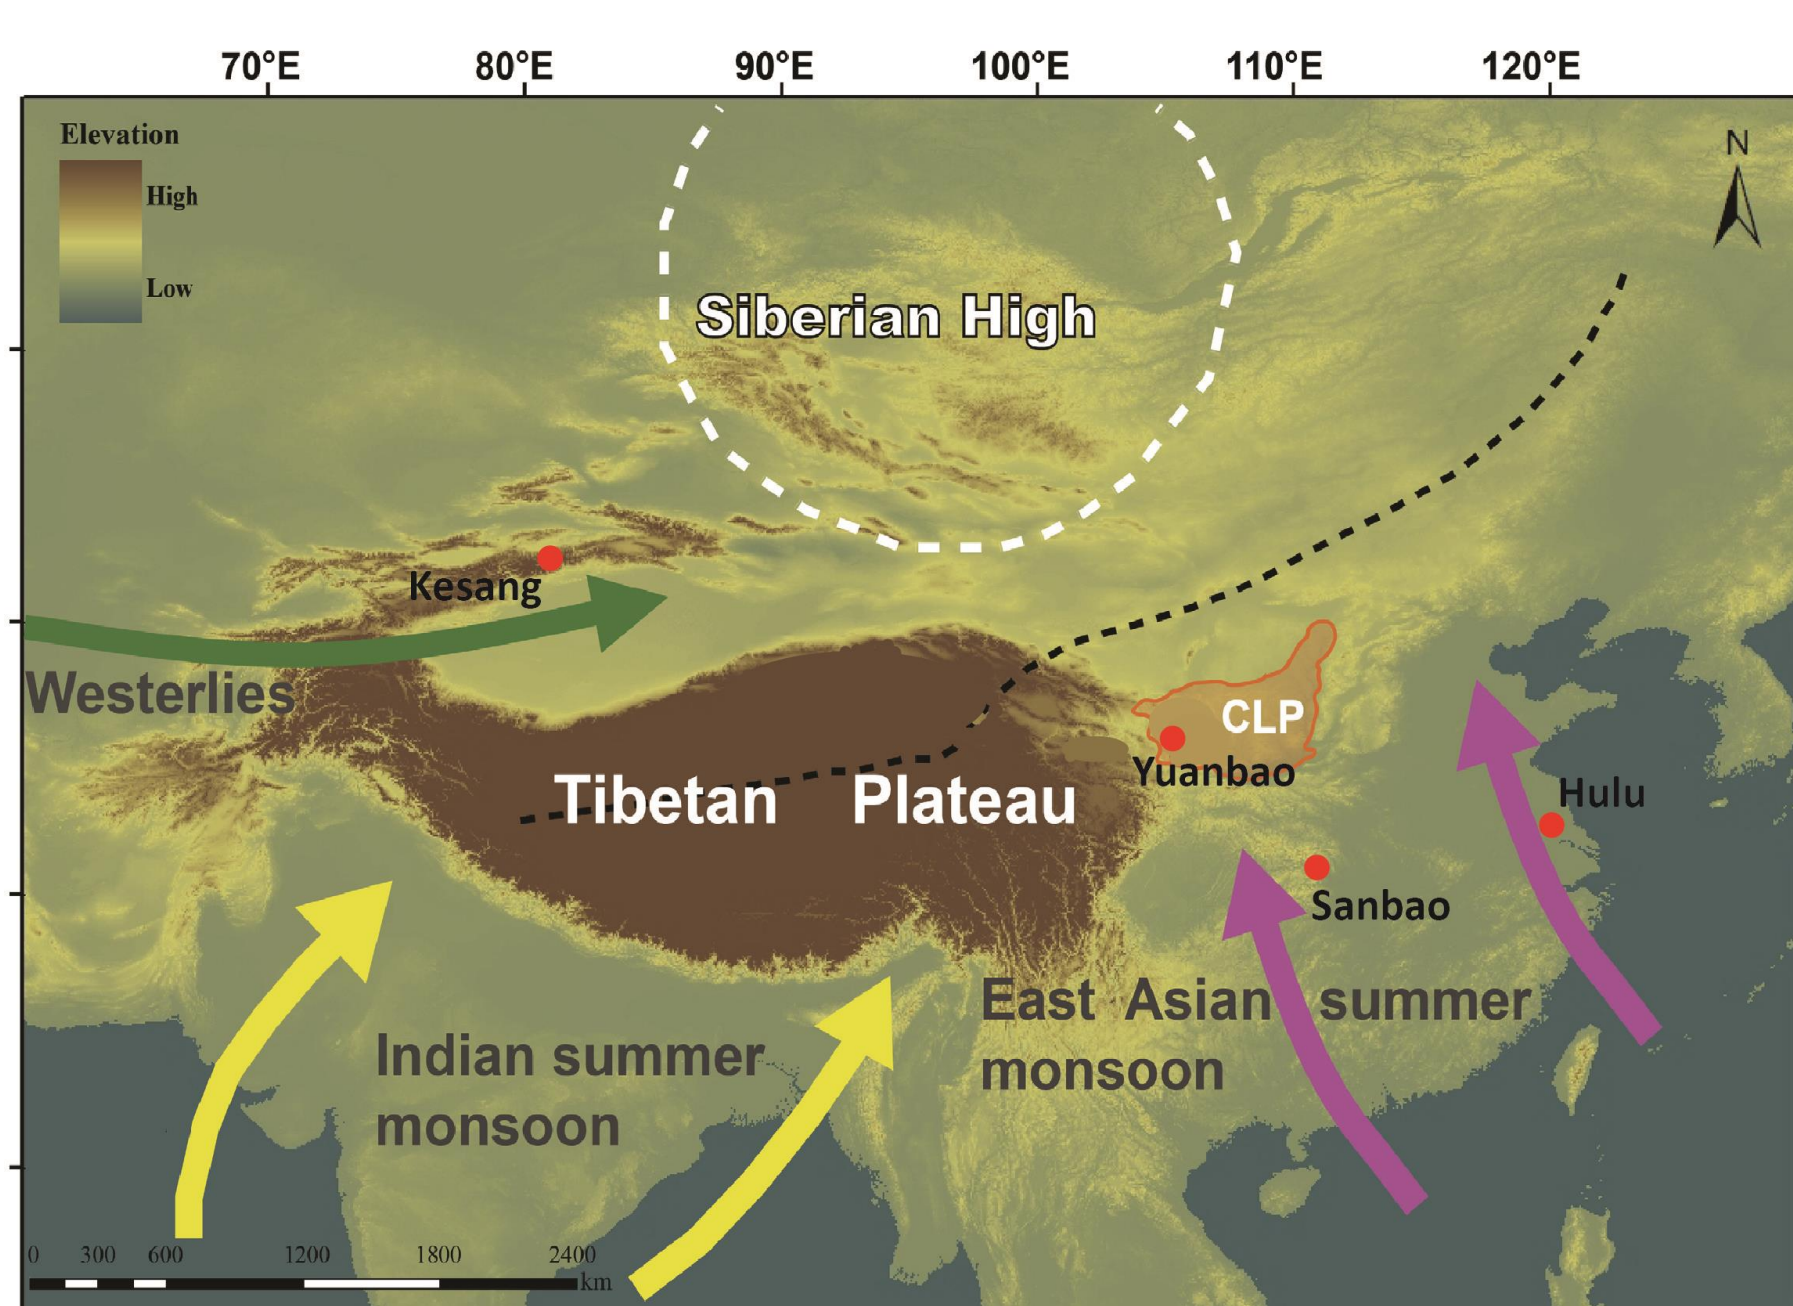 70°E 80°E 90°E 100°E 110°E 120°E
Elevation
High
Low
N
Siberian High
Kesang
Westerlies
CLP
Yuanbao
Tibetan Plateau
Hulu
Sanbao
East Asian summer
monsoon
Indian summer
monsoon
0 300 600 1200 1800 2400
km